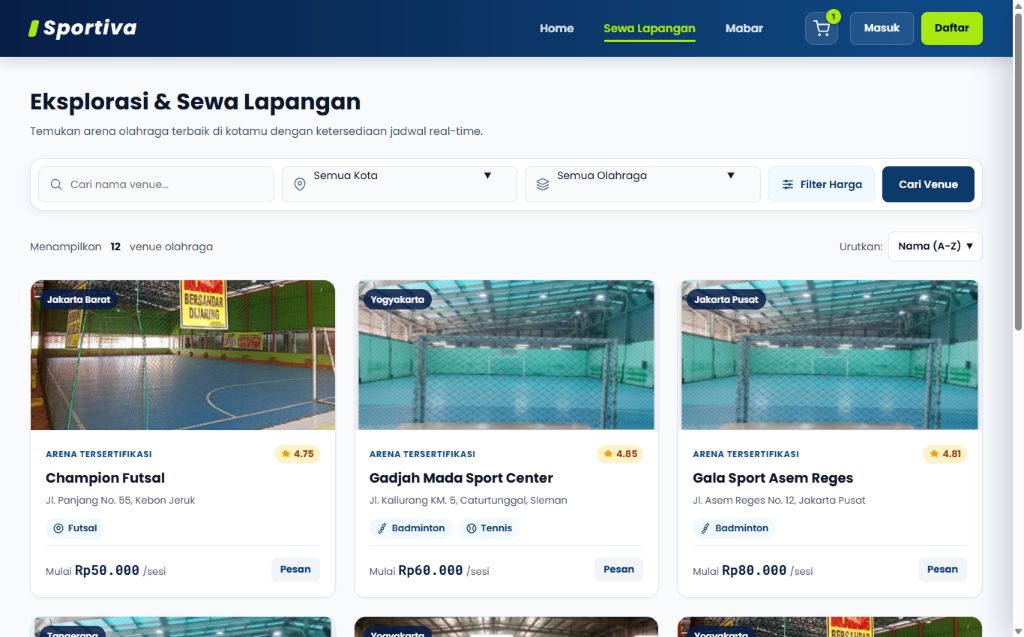 Sportiva
Home
Sewa Lapangan
Mabar
1
Masuk
Daftar
Eksplorasi & Sewa Lapangan
Temukan arena olahraga terbaik di kotamu dengan ketersediaan jadwal real-time.
Cari nama venue...
Semua Kota
Semua Olahraga
Filter Harga
Cari Venue
Menampilkan 12 venue olahraga
Urutkan:
Nama (A-Z)
Jakarta Barat
BERSANDAR
DIJARING
Yogyakarta
Jakarta Pusat
ARENA TERSERTIFIKASI
4.75
Champion Futsal
Jl. Panjang No. 55, Kebon Jeruk
Futsal
Mulai Rp50.000 /sesi
Pesan
ARENA TERSERTIFIKASI
4.85
Gadjah Mada Sport Center
Jl. Kaliurang KM. 5, Caturtunggal, Sleman
Badminton
Tennis
Mulai Rp60.000 /sesi
Pesan
ARENA TERSERTIFIKASI
4.81
Gala Sport Asem Reges
Jl. Asem Reges No. 12, Jakarta Pusat
Badminton
Mulai Rp80.000 /sesi
Pesan
Tangerang
Yogyakarta
Yogyakarta
BERSANDAR